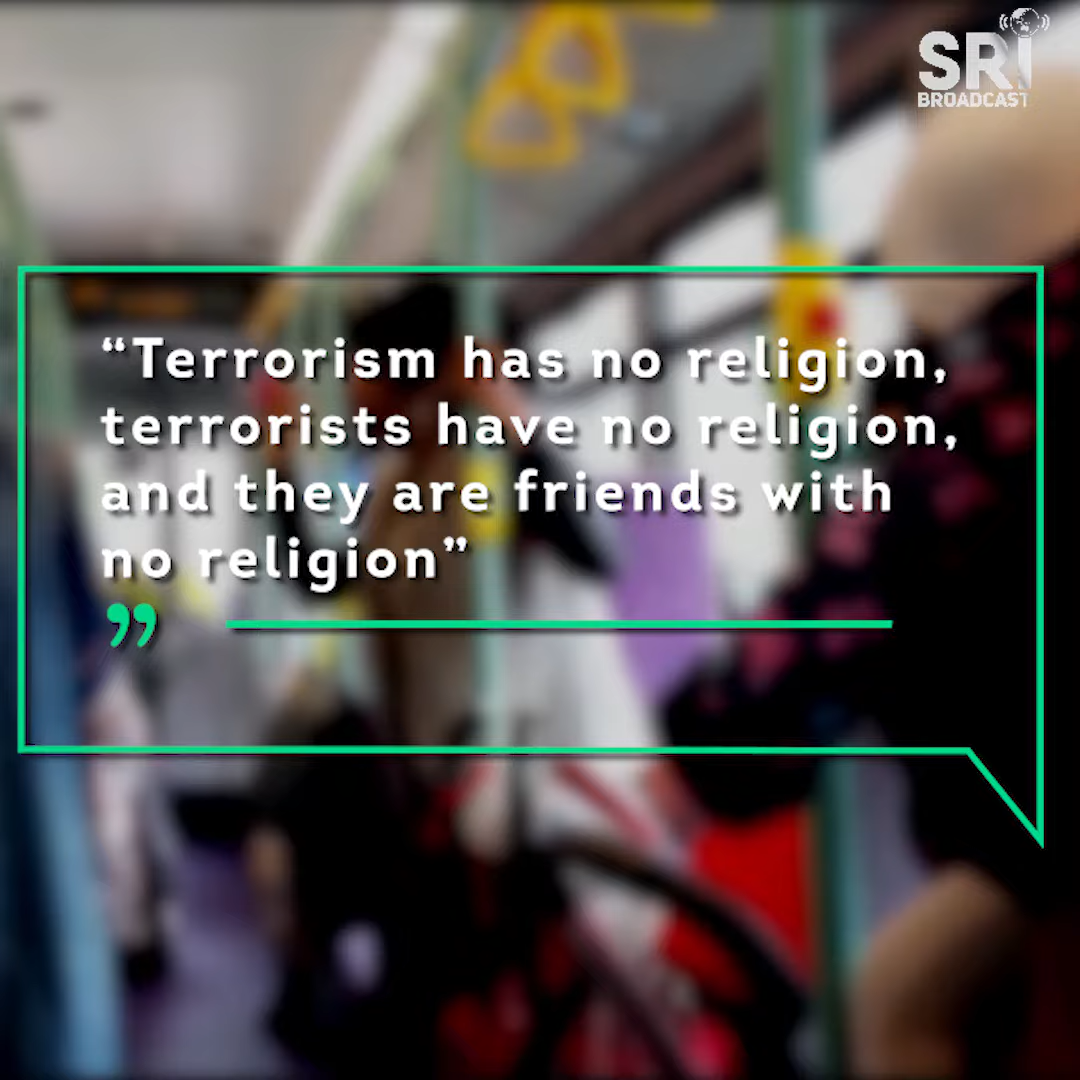 SRI
BROADCAST
“Terrorism has no religion,
terrorists have no religion,
and they are friends with
no religion”
”